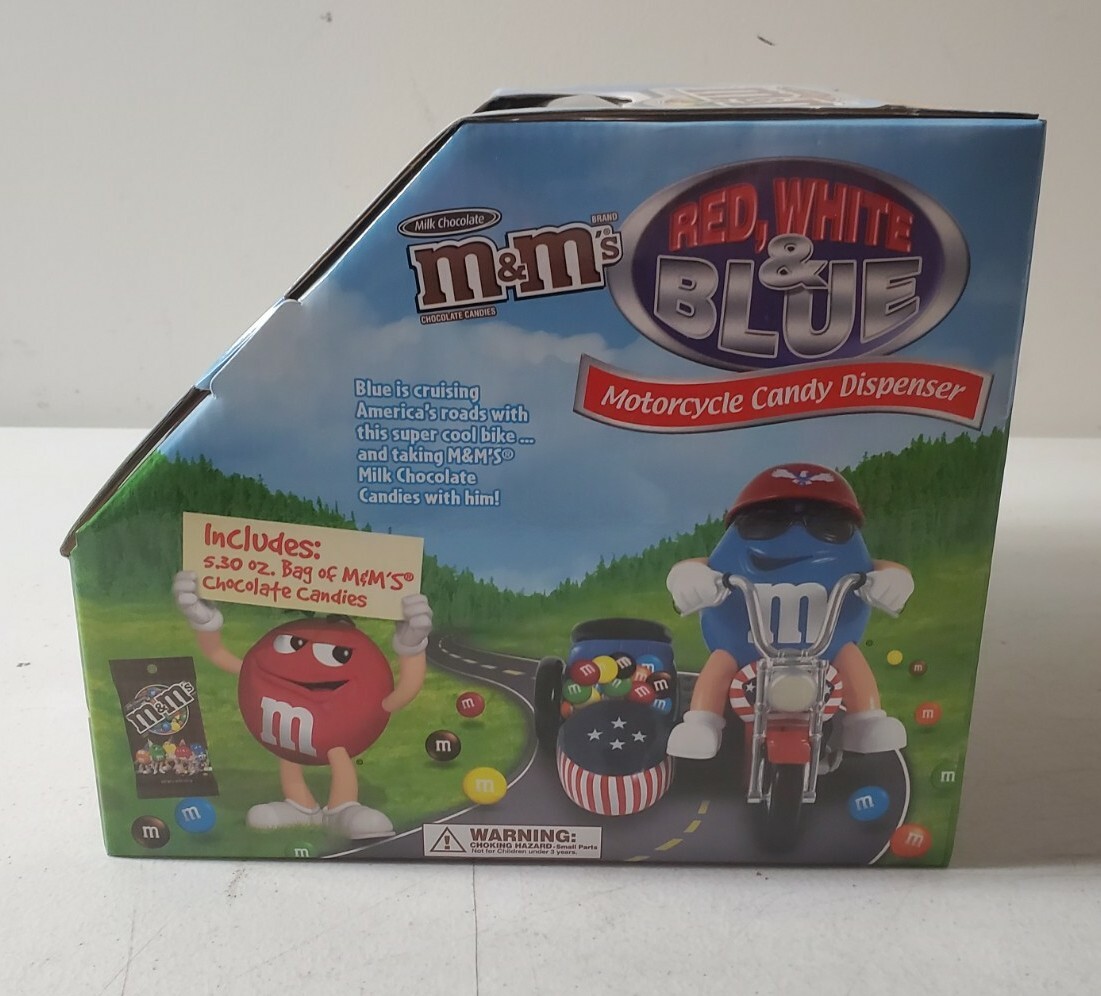 Milk Chocolate
BRAND
m&m's®
CHOCOLATE CANDIES
RED, WHITE
&
BLUE
Motorcycle Candy Dispenser
Blue is cruising
America's roads with
this super cool bike ...
and taking M&M'S®
Milk Chocolate
Candies with him!
Includes:
5.30 oz. Bag of M&M'S®
Chocolate Candies
m&m's
m
m
m
m
m
m
m
m
m
m
m
m
m
WARNING:
CHOKING HAZARD-Small Parts
Not for Children under 3 years.